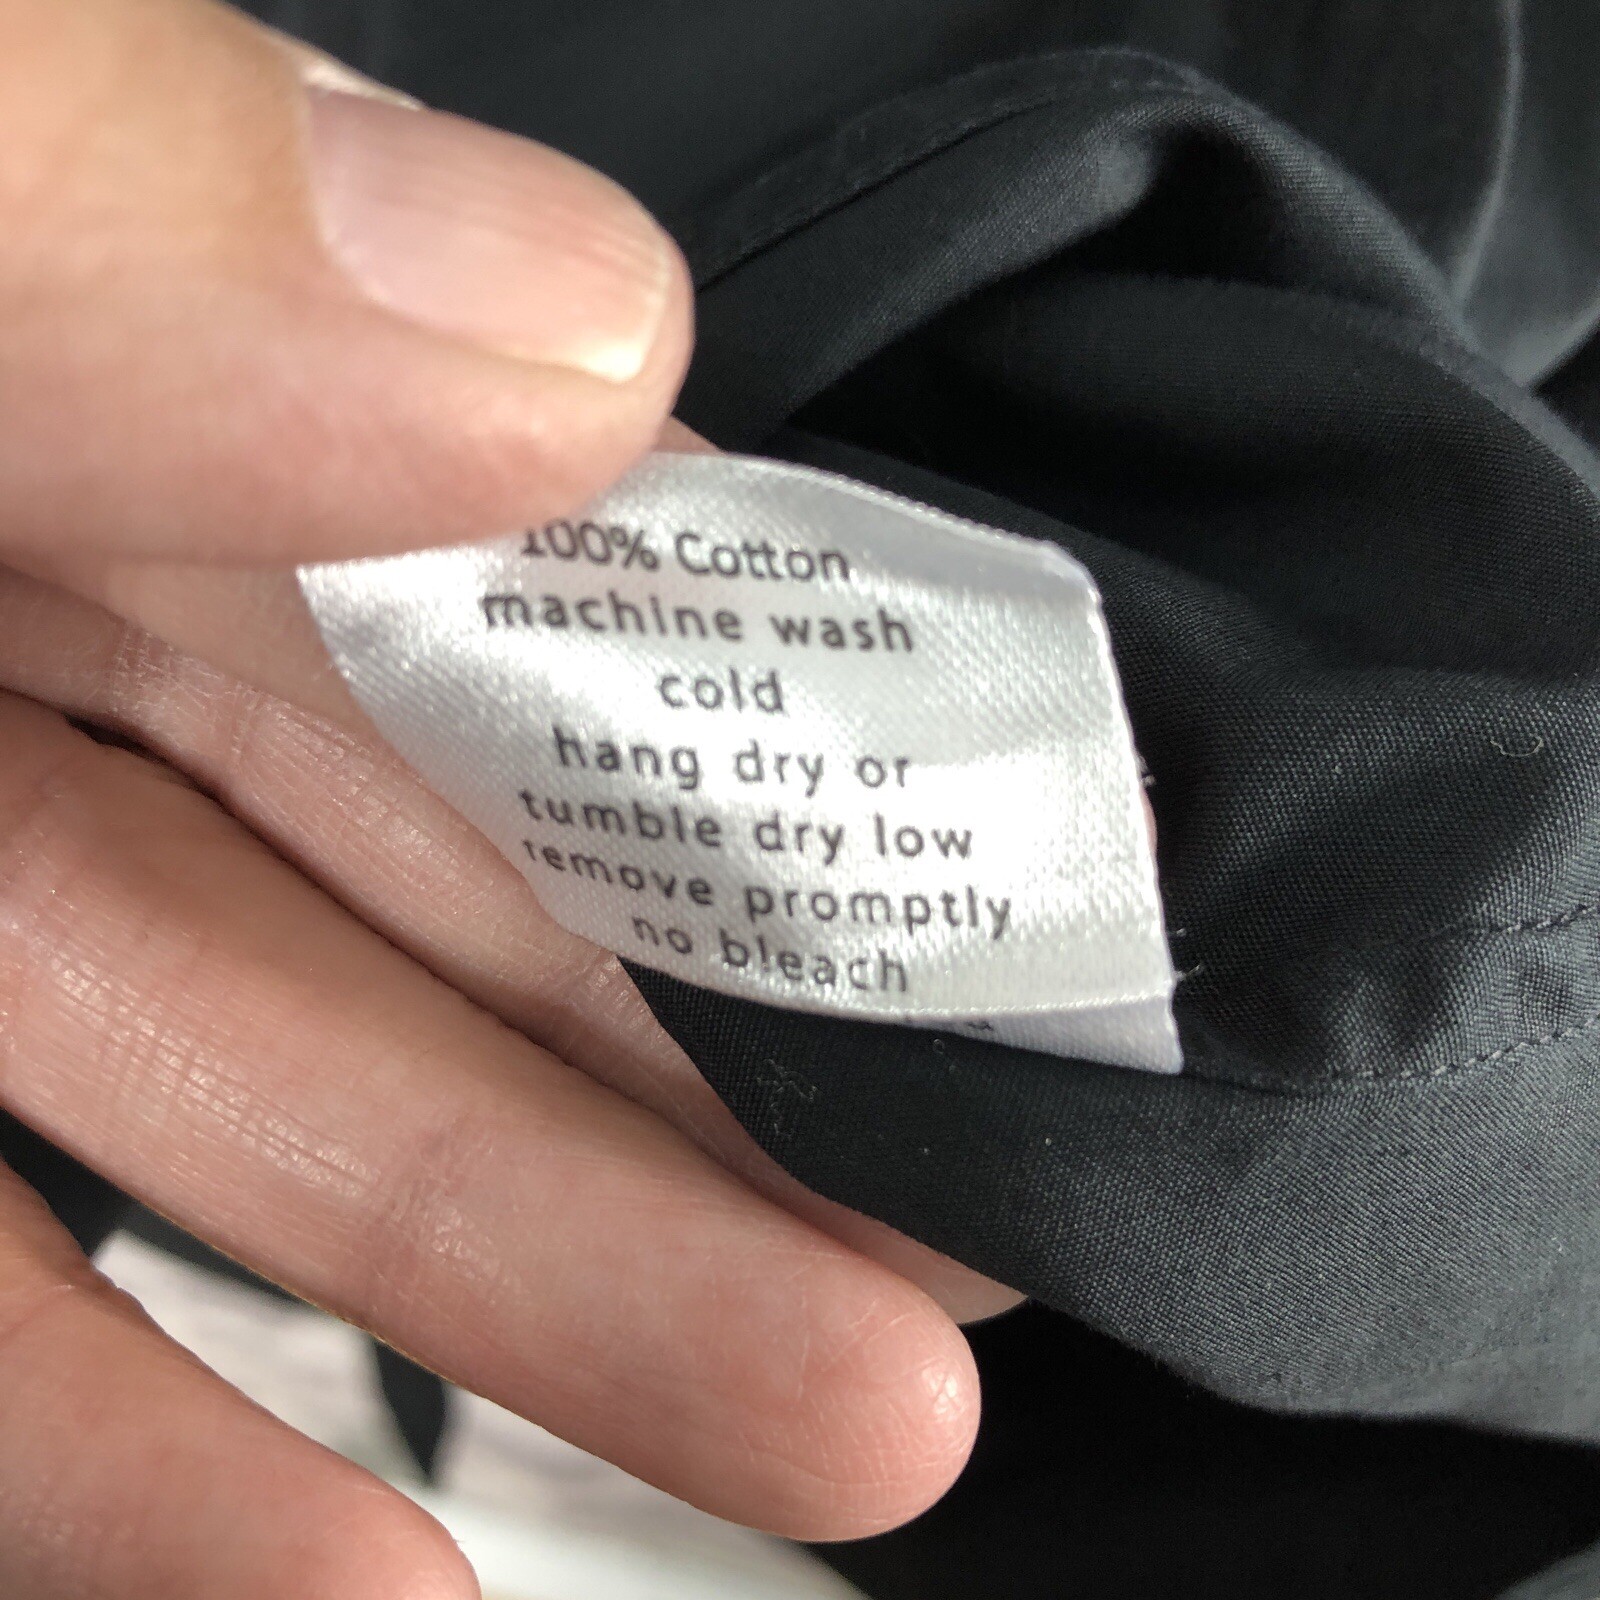 100% Cotton
machine wash
cold
hang dry or
tumble dry low
remove promptly
no bleach